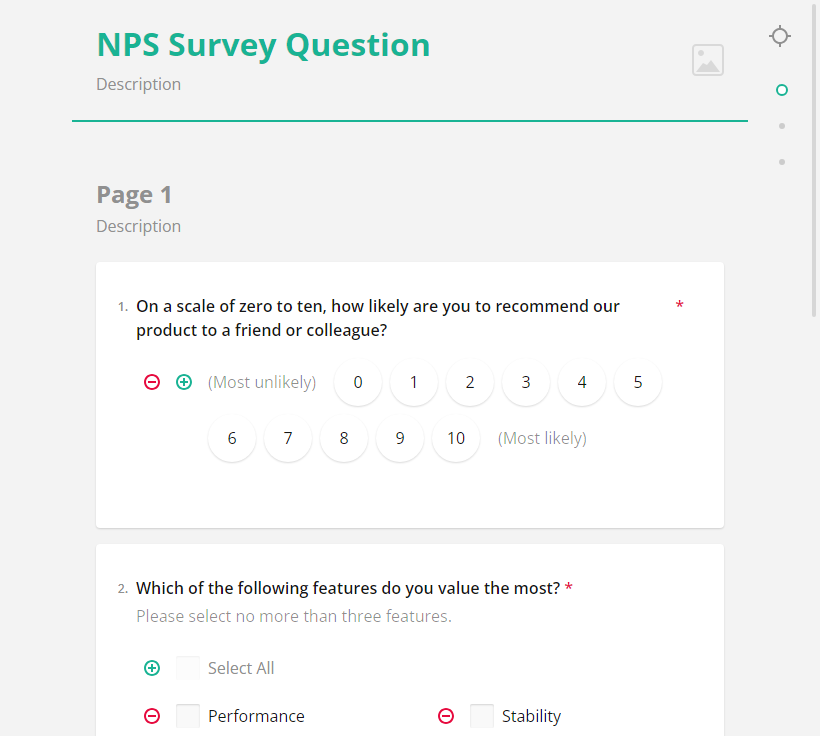 NPS Survey Question
Description
Page 1
Description
1. On a scale of zero to ten, how likely are you to recommend our *
product to a friend or colleague?
(Most unlikely) 0 1 2 3 4 5
6 7 8 9 10 (Most likely)
2. Which of the following features do you value the most? *
Please select no more than three features.
Select All
Performance Stability